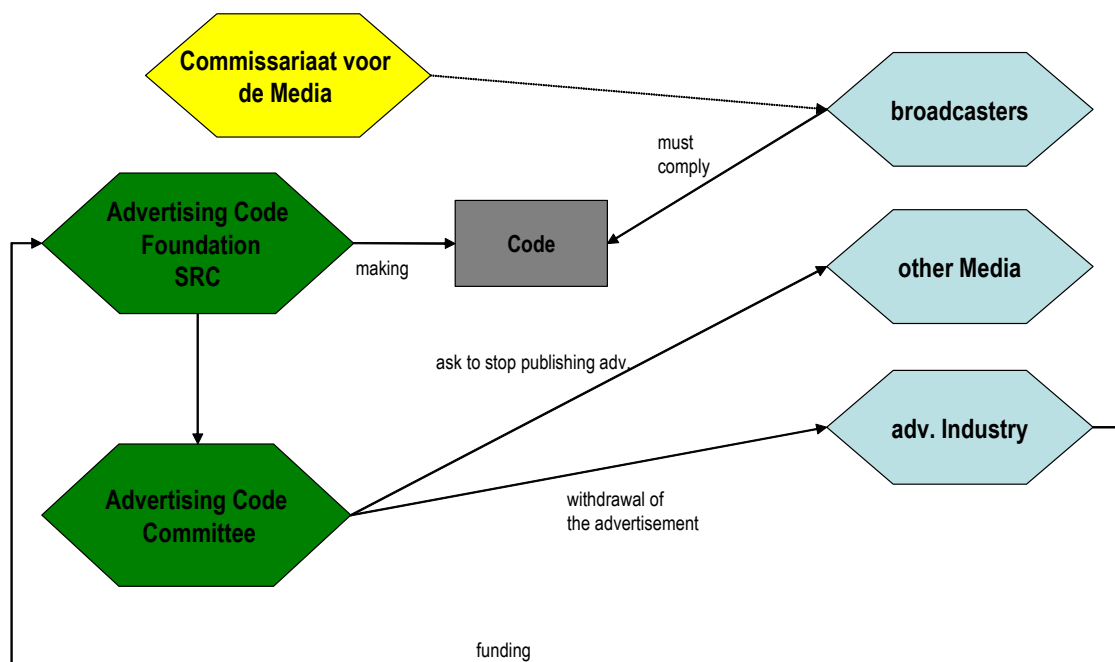 Commissariaat voor
de Media
broadcasters
must
comply
Advertising Code
Foundation
SRC
making
Code
other Media
ask to stop publishing adv.
adv. Industry
Advertising Code
Committee
withdrawal of
the advertisement
funding